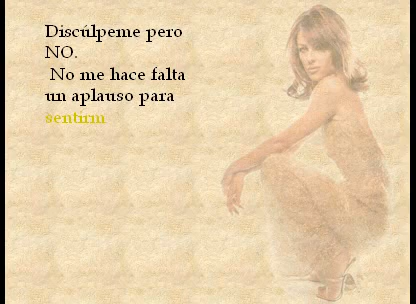 Discúlpeme pero
NO.
No me hace falta
un aplauso para
sentirm